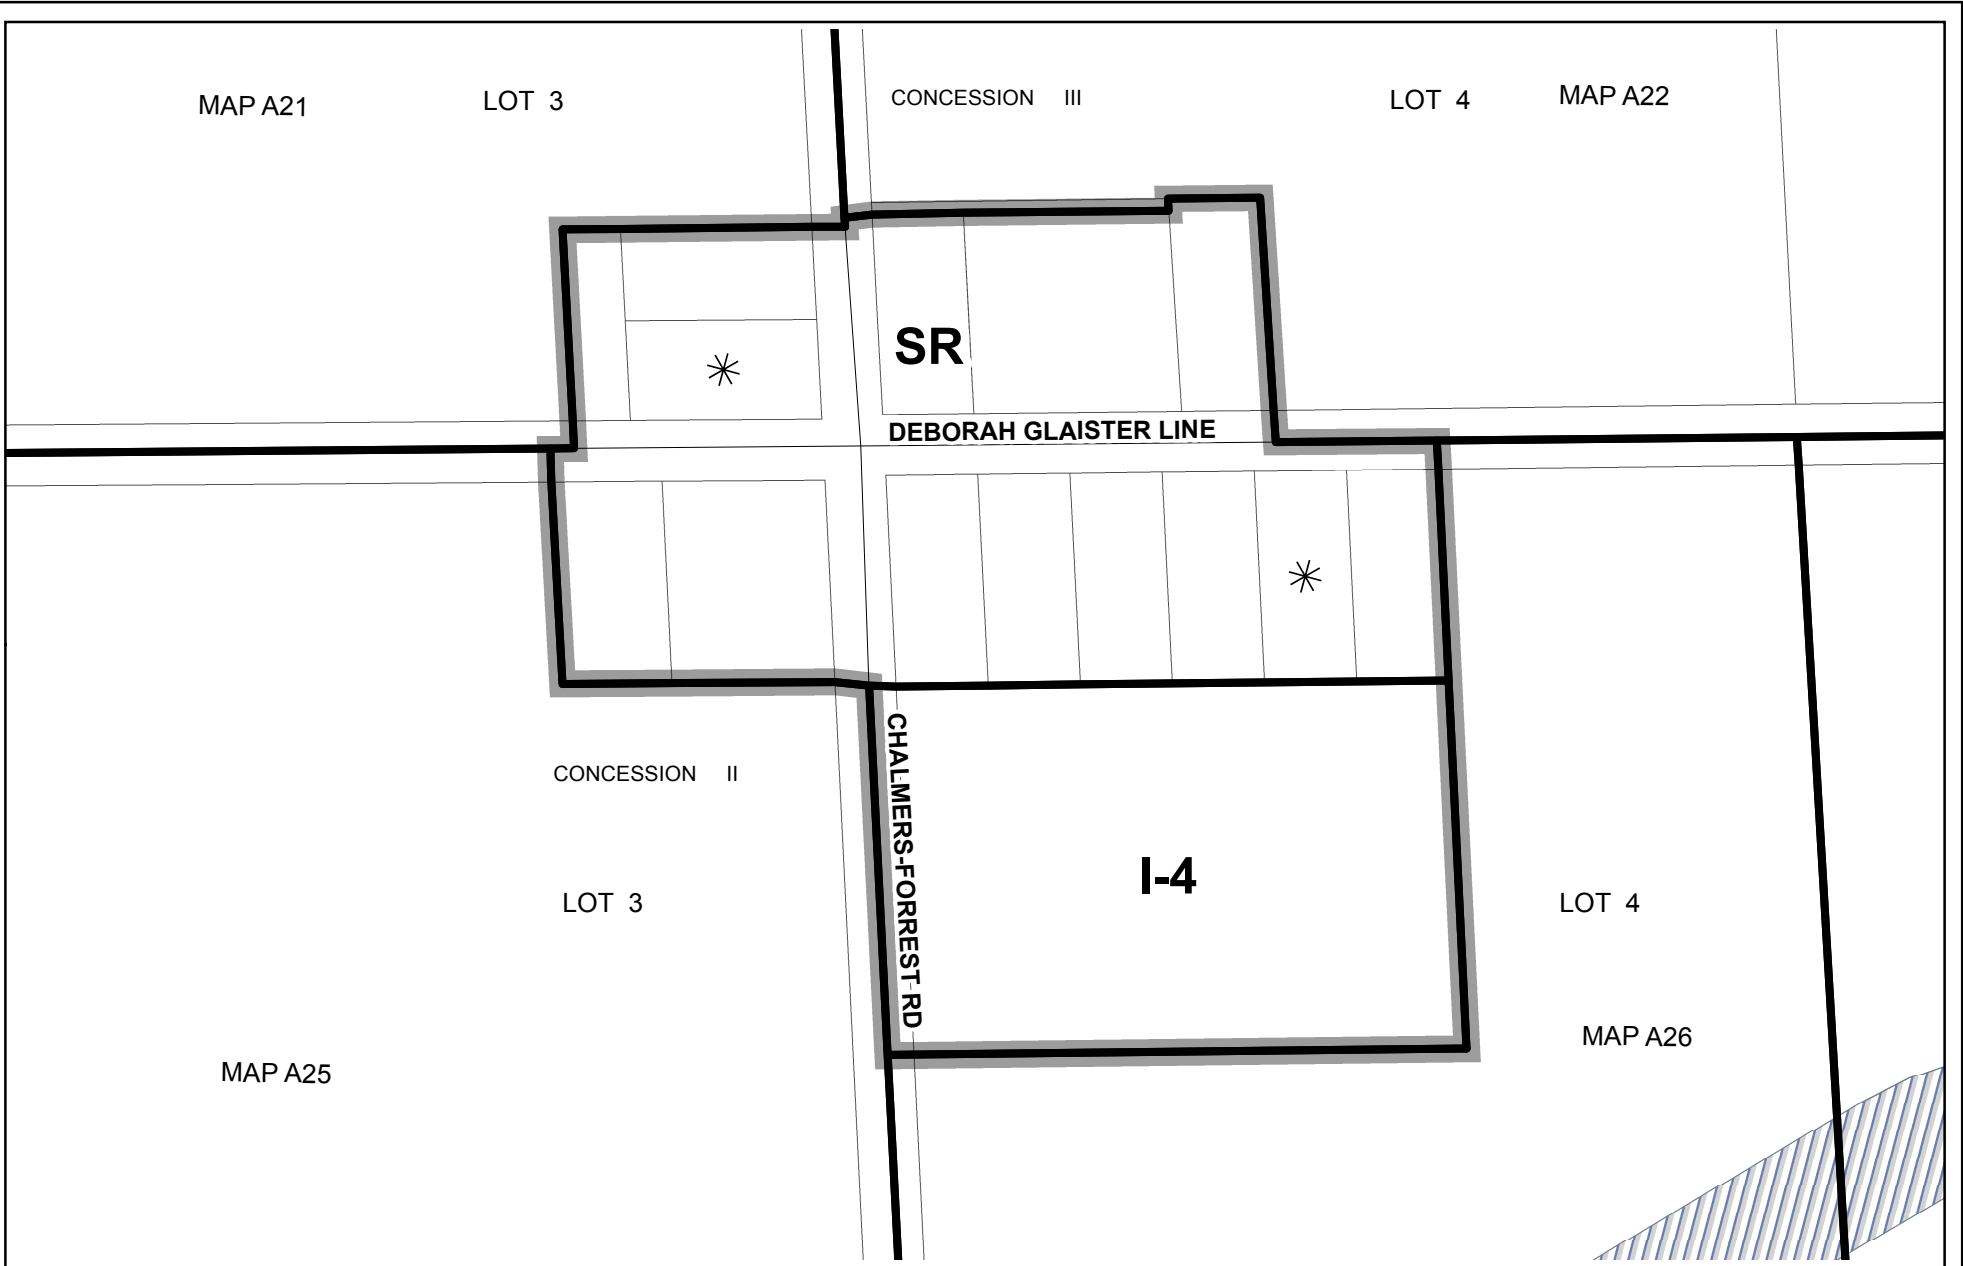 MAP A21
LOT 3
CONCESSION III
LOT 4
MAP A22
SR
DEBORAH GLAISTER LINE
CHALMERS-FORREST RD
CONCESSION II
I-4
LOT 3
LOT 4
MAP A26
MAP A25